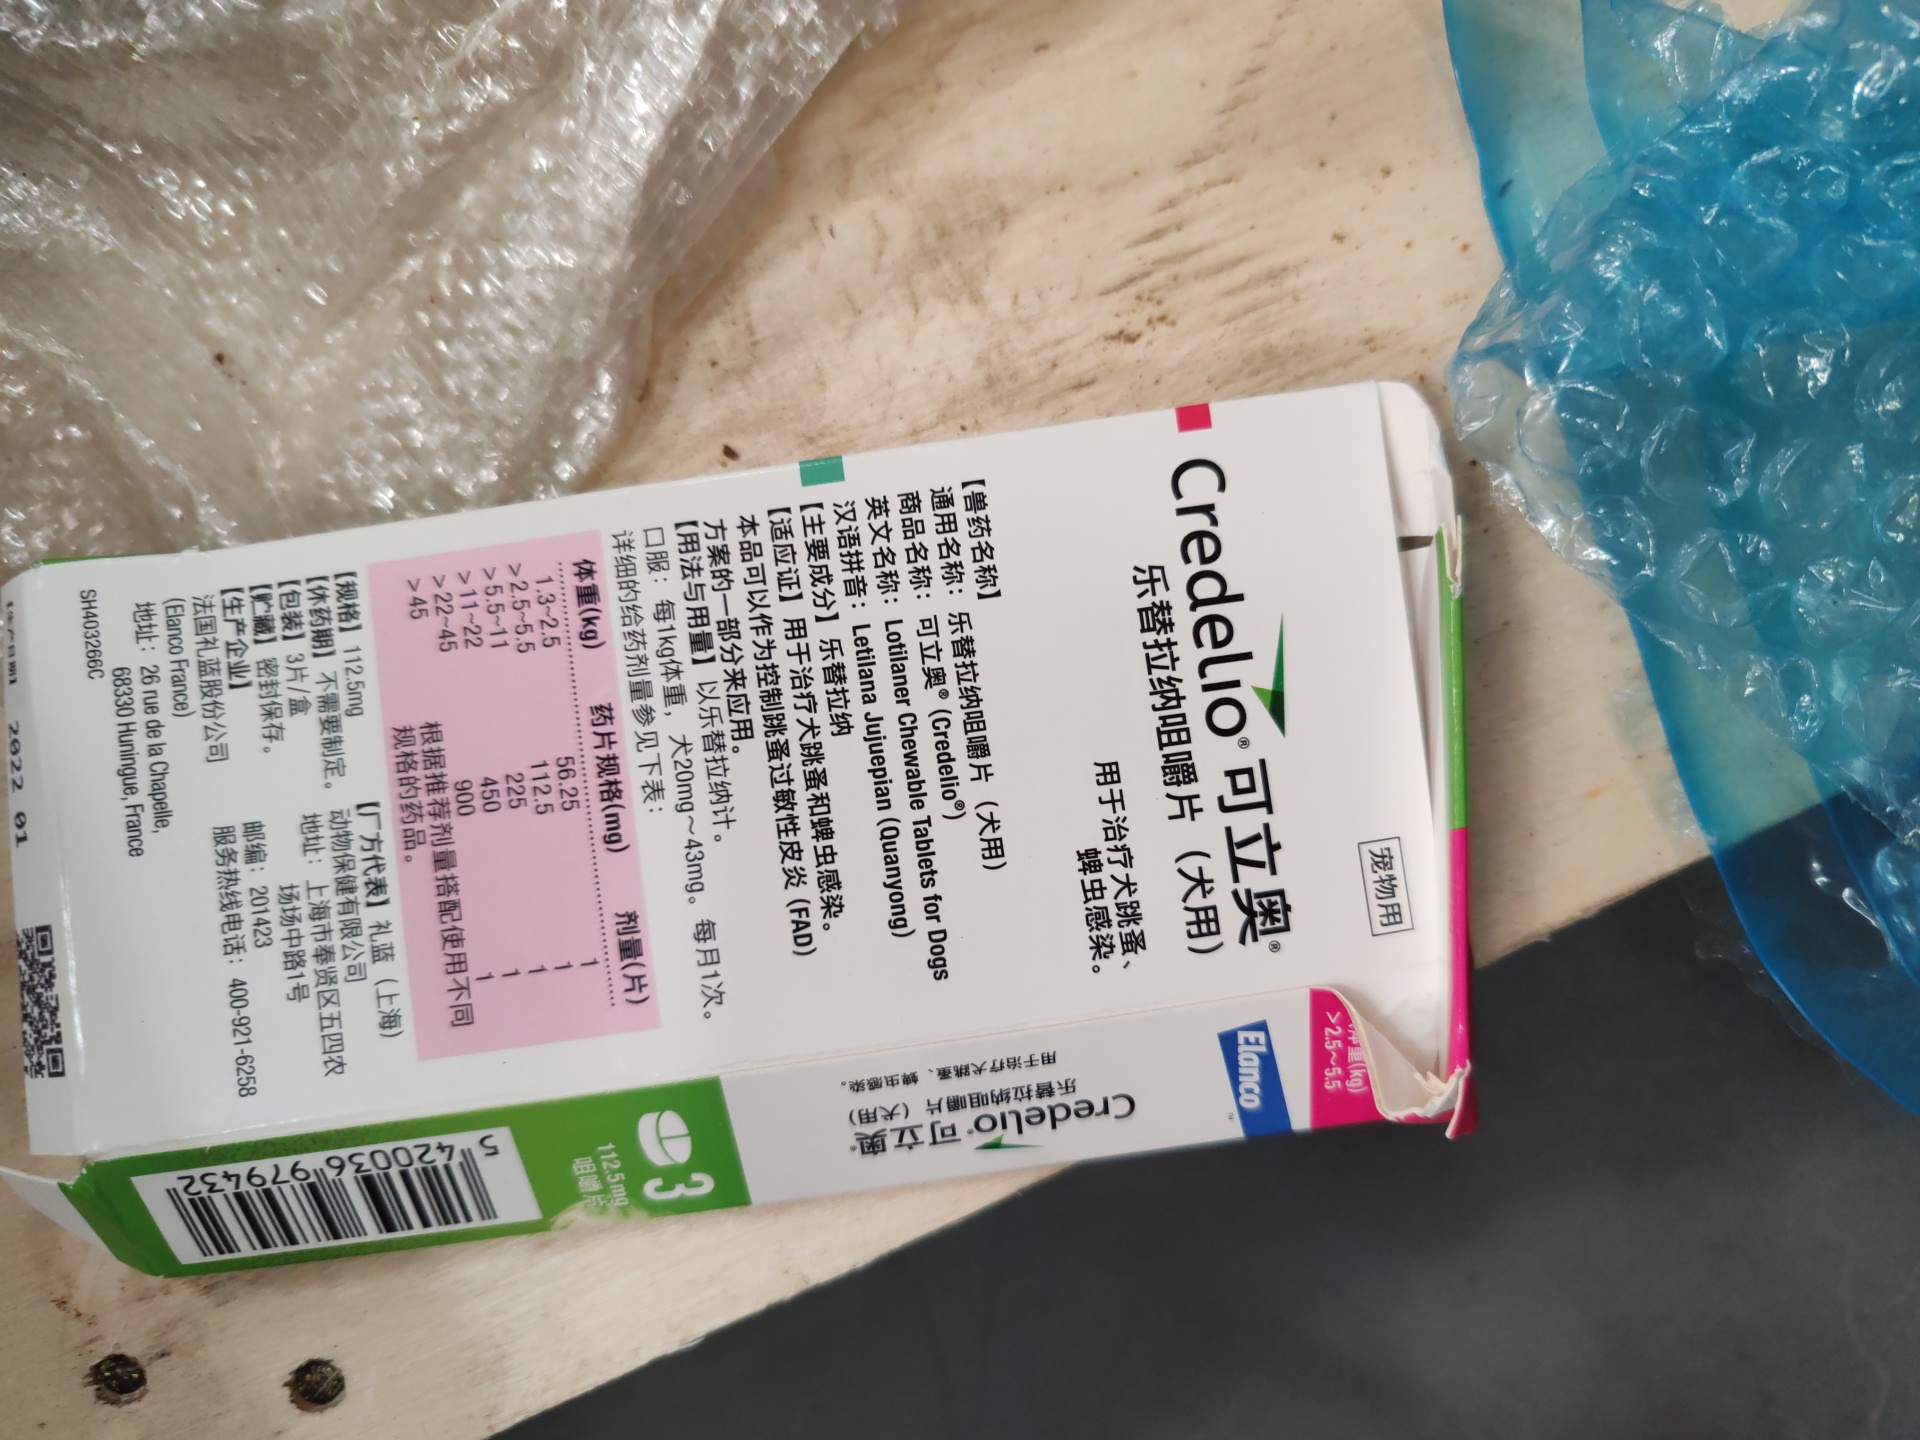 宠物用
Credelio®可立奥®
乐替拉纳咀嚼片（犬用）
用于治疗犬跳蚤、
蜱虫感染。
【兽药名称】
通用名称：乐替拉纳咀嚼片（犬用）
商品名称：可立奥®（Credelio®）
英文名称：Lotilaner Chewable Tablets for Dogs
汉语拼音：Letilana Jujuepian (Quanyong)
【主要成分】乐替拉纳
【适应证】用于治疗犬跳蚤和蜱虫感染。
本品可以作为控制跳蚤过敏性皮炎（FAD）
方案的一部分来应用。
【用法与用量】以乐替拉纳计。
口服：每1kg体重，犬20mg～43mg。每月1次。
详细的给药剂量参见下表：
体重(kg) 药片规格(mg) 剂量(片)
1.3~2.5 56.25 1
>2.5~5.5 112.5 1
>5.5~11 225 1
>11~22 450 1
>22~45 900 1
>45 根据推荐剂量搭配使用不同
规格的药品。
【规格】112.5mg
【休药期】不需要制定。
【包装】3片/盒
【贮藏】密封保存。
【生产企业】
法国礼蓝股份公司
(Elanco France)
地址：26 rue de la Chapelle,
68330 Huningue, France
SH403266C
【厂方代表】礼蓝（上海）
动物保健有限公司
地址：上海市奉贤区五四农
场场中路1号
邮编：201423
服务热线电话：400-921-6258
2022 01
体重(kg)
>2.5~5.5
Elanco
Credelio®可立奥®
乐替拉纳咀嚼片（犬用）
用于治疗犬跳蚤、蜱虫感染。
3
112.5mg
咀嚼片
5 420036 979432